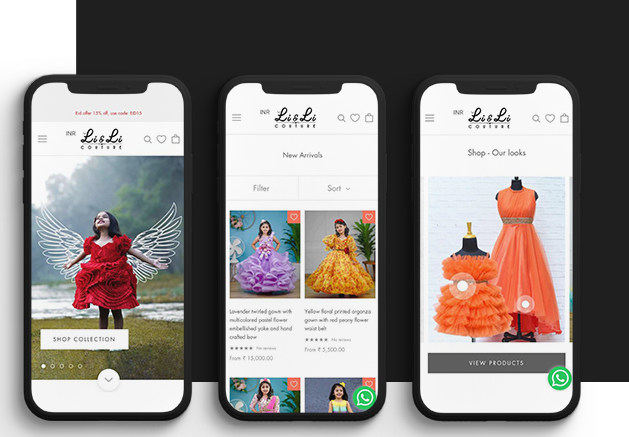 Eid offer 15% off, use code: EID15
INR
Li&Li
COUTURE
SHOP COLLECTION
INR
Li&Li
COUTURE
New Arrivals
Filter
Sort
Lavender twirled gown with
multicolored pastel flower
embellished yoke and hand
crafted bow
No reviews
From ₹ 15,000.00
Yellow floral printed organza
gown with red peony flower
waist belt
No reviews
From ₹ 5,500.00
INR
Li&Li
COUTURE
Shop - Our looks
VIEW PRODUCTS